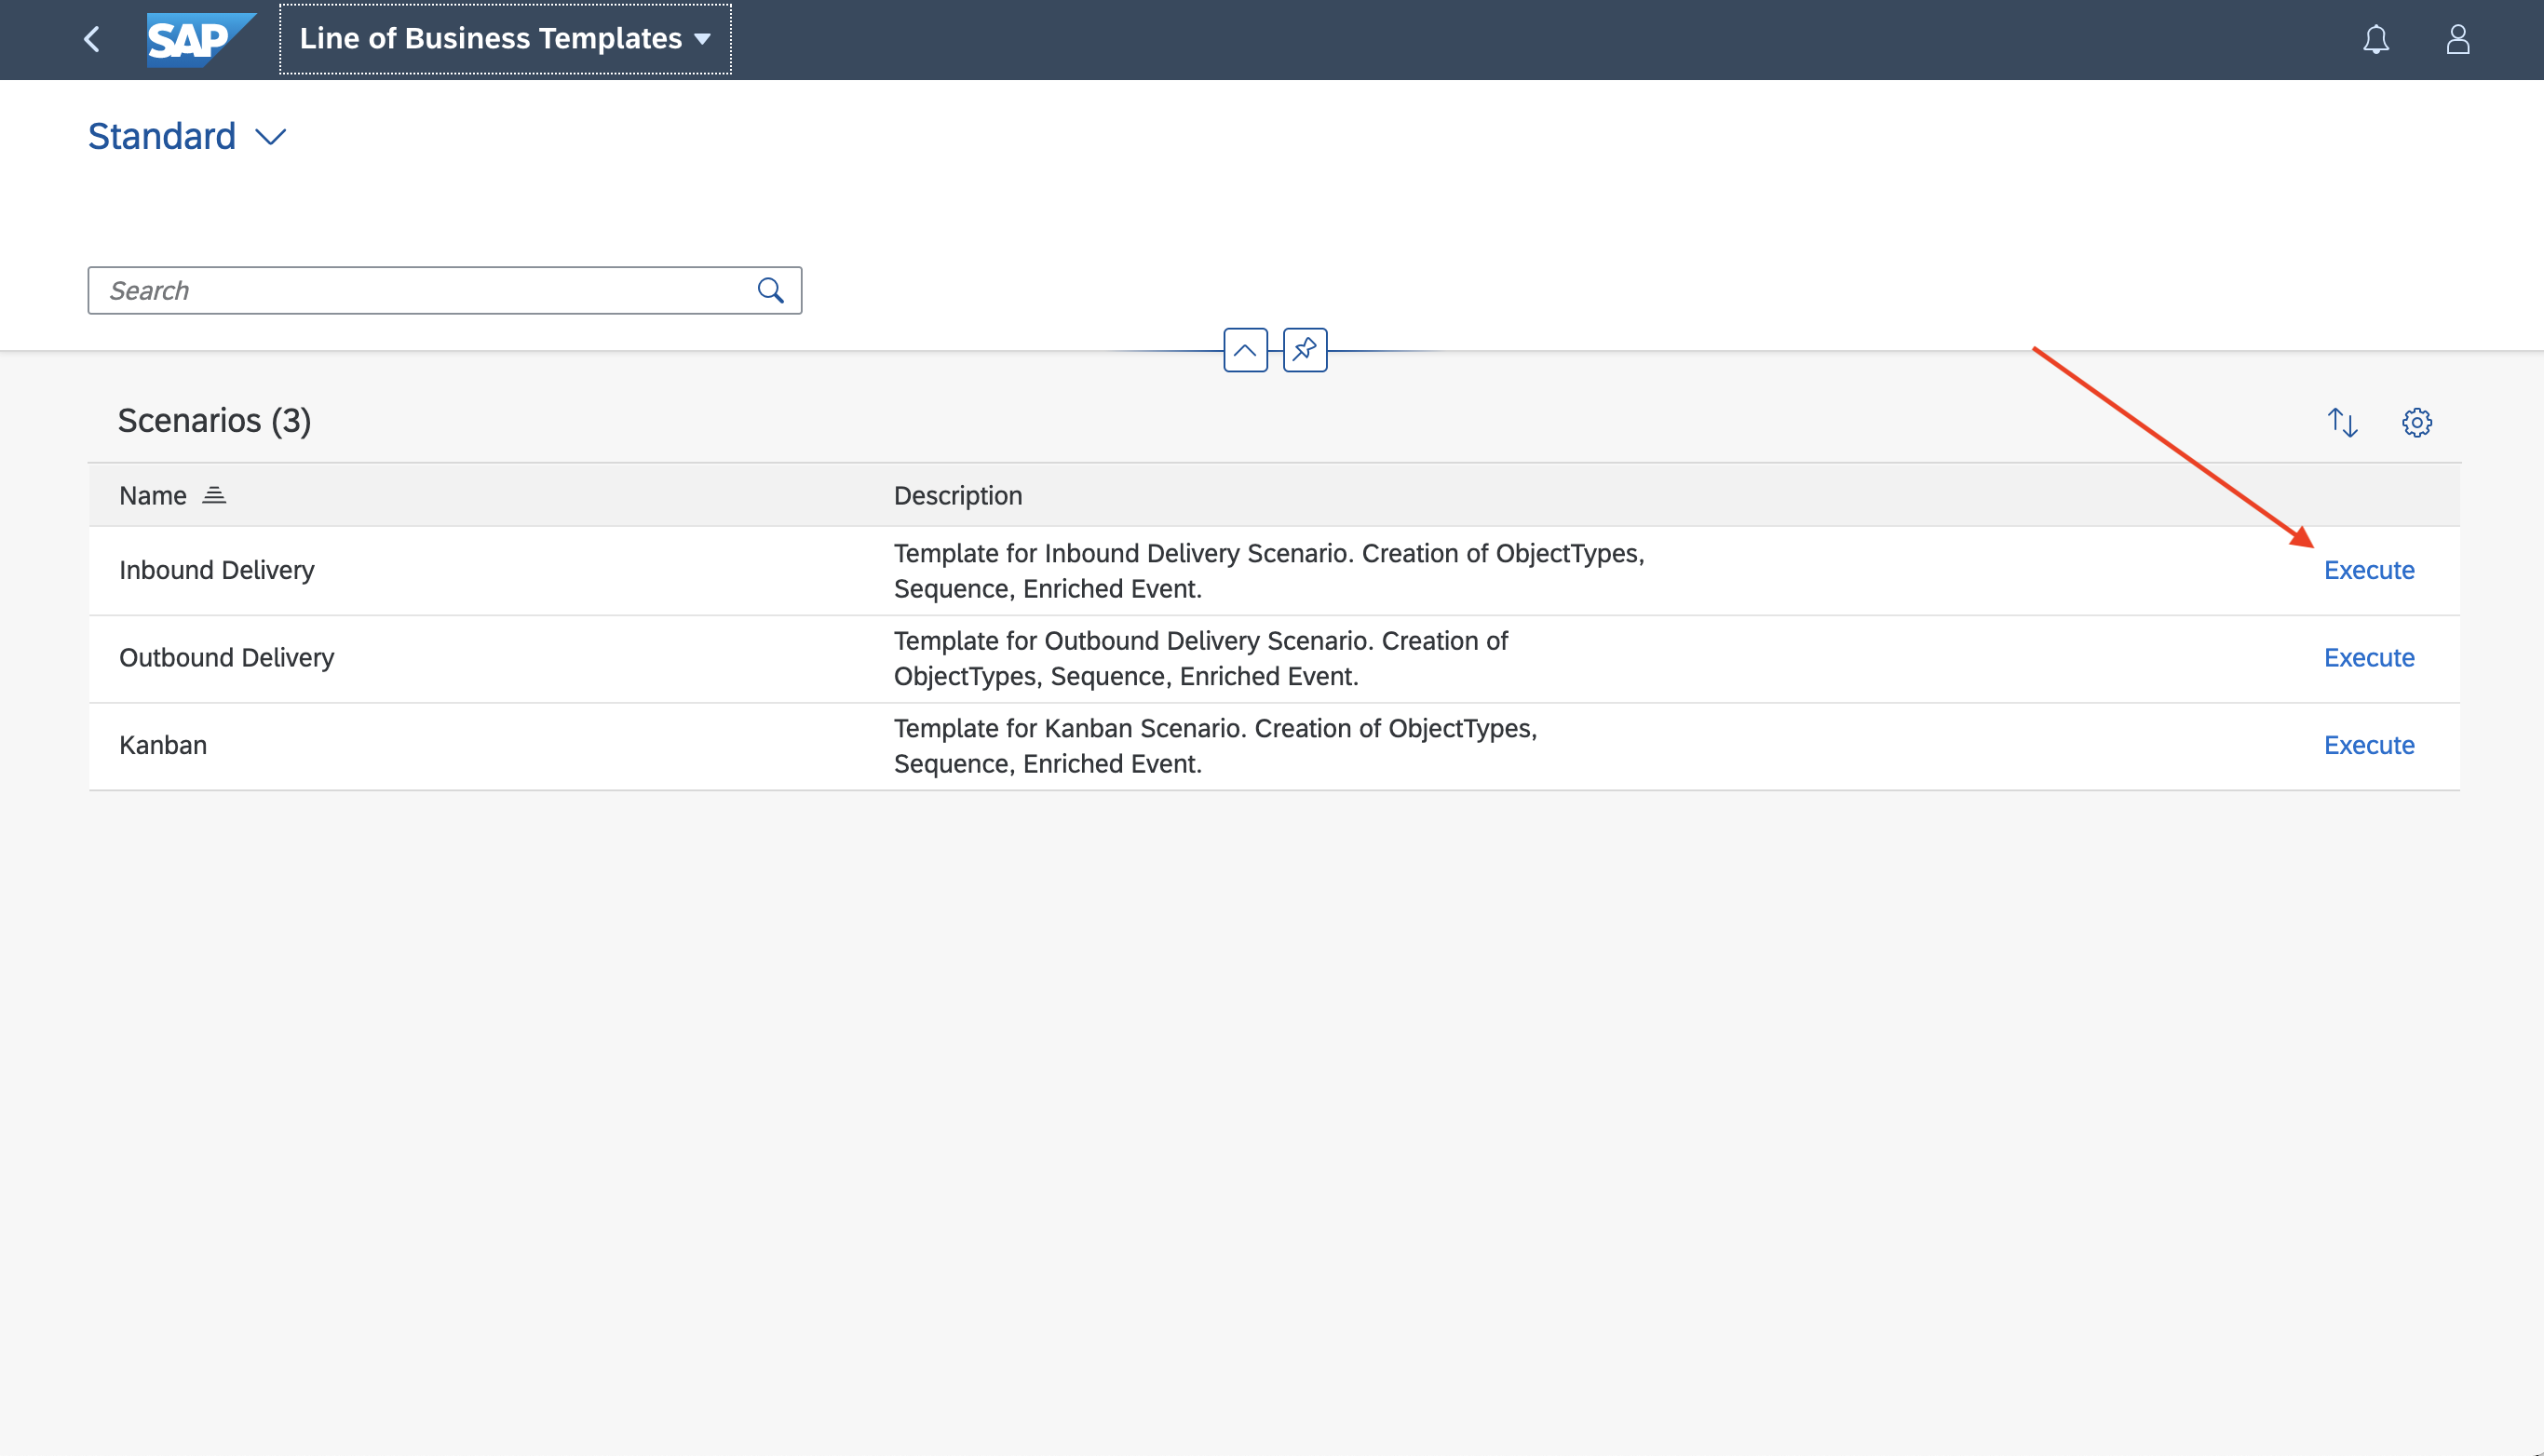 SAP Line of Business Templates
Standard
Search
Scenarios (3)
Name Description
Inbound Delivery Template for Inbound Delivery Scenario. Creation of ObjectTypes,
Sequence, Enriched Event. Execute
Outbound Delivery Template for Outbound Delivery Scenario. Creation of
ObjectTypes, Sequence, Enriched Event. Execute
Kanban Template for Kanban Scenario. Creation of ObjectTypes,
Sequence, Enriched Event. Execute